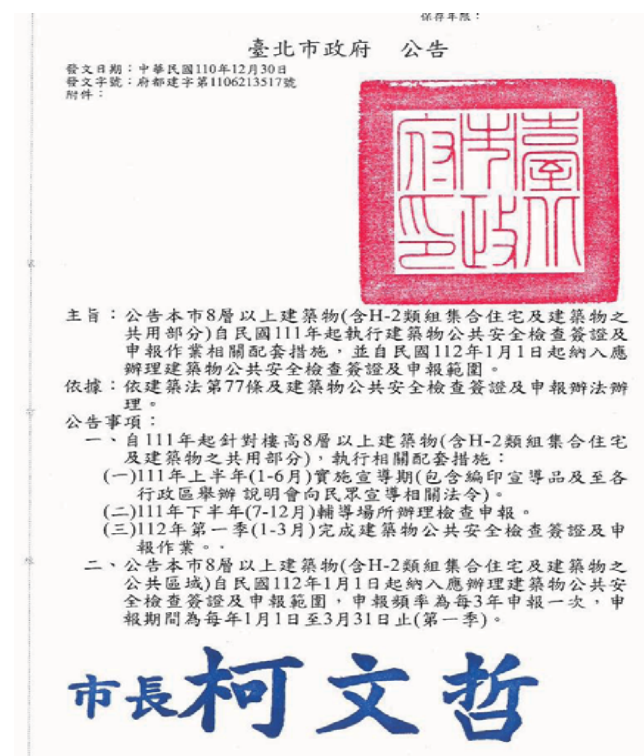 保存年限：
臺北市政府 公告
發文日期：中華民國110年12月30日
發文字號：府都建字第1106213517號
附件：
臺北市政府印
主旨：公告本市8層以上建築物(含H-2類組集合住宅及建築物之
共用部分)自民國111年起執行建築物公共安全檢查簽證及
申報作業相關配套措施，並自民國112年1月1日起納入應
辦理建築物公共安全檢查簽證及申報範圍。
依據：依建築法第77條及建築物公共安全檢查簽證及申報辦法辦
理。
公告事項：
一、自111年起針對樓高8層以上建築物(含H-2類組集合住宅
及建築物之共用部分)，執行相關配套措施：
(一)111年上半年(1-6月)實施宣導期(包含編印宣導品及至各
行政區舉辦說明會向民眾宣導相關法令)。
(二)111年下半年(7-12月)輔導場所辦理檢查申報。
(三)112年第一季(1-3月)完成建築物公共安全檢查簽證及申
報作業。
二、公告本市8層以上建築物(含H-2類組集合住宅及建築物之
公共區域)自民國112年1月1日起納入應辦理建築物公共安
全檢查簽證及申報範圍，申報頻率為每3年申報一次，申
報期間為每年1月1日至3月31日止(第一季)。
市長柯文哲